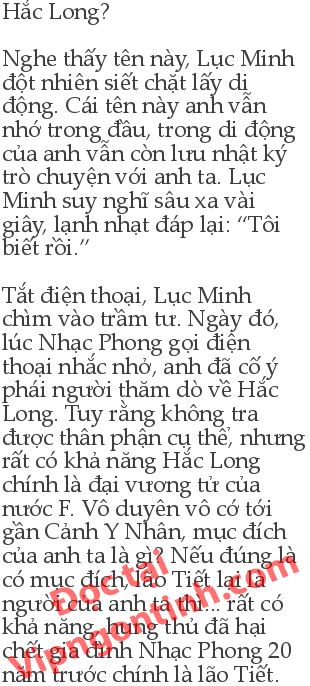 Hắc Long?
Nghe thấy tên này, Lục Minh
đột nhiên siết chặt lấy di
động. Cái tên này anh vẫn
nhớ trong đầu, trong di động
của anh vẫn còn lưu nhật ký
trò chuyện với anh ta. Lục
Minh suy nghĩ sâu xa vài
giây, lạnh nhạt đáp lại: “Tôi
biết rồi.”
Tắt điện thoại, Lục Minh
chìm vào trầm tư. Ngày đó,
lúc Nhạc Phong gọi điện
thoại nhắc nhở, anh đã cố ý
phái người thăm dò về Hắc
Long. Tuy rằng không tra
được thân phận cụ thể, nhưng
rất có khả năng Hắc Long
chính là đại vương tử của
nước F. Vô duyên vô cớ tới
gần Cảnh Y Nhân, mục đích
của anh ta là gì? Nếu đúng là
có mục đích, lão Tiết lại là
người của anh ta thì... rất có
khả năng, hung thủ đã hại
chết gia đình Nhạc Phong 20
năm trước chính là lão Tiết.
Đọc tại
Vipngontinh.com